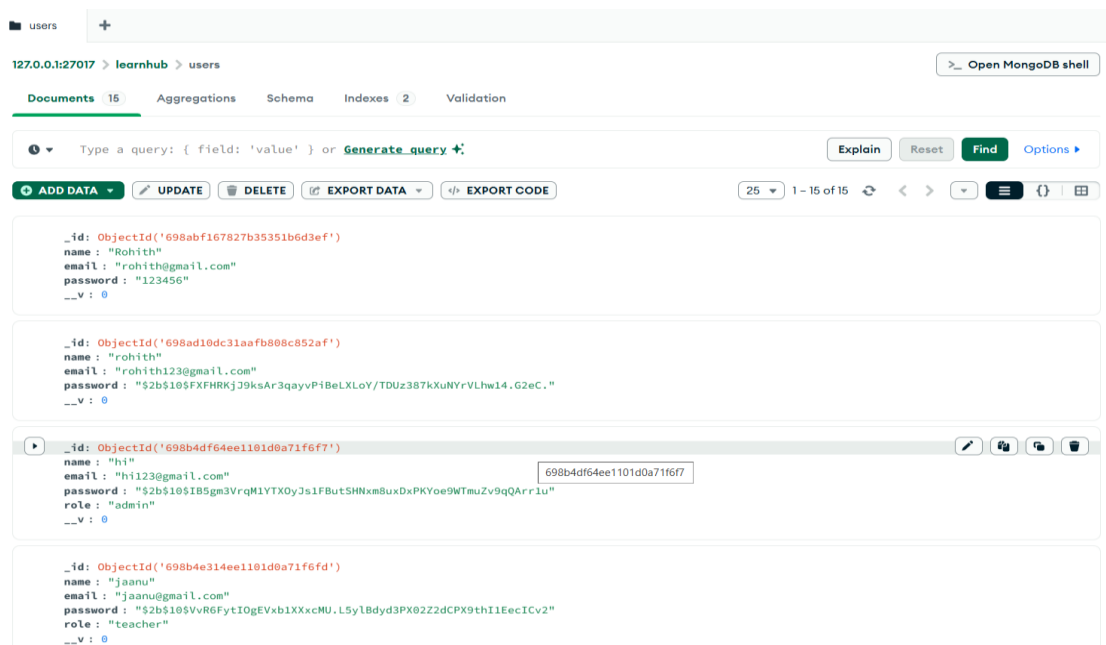 users +
127.0.0.1:27017 > learnhub > users
>_ Open MongoDB shell
Documents 15 Aggregations Schema Indexes 2 Validation
Type a query: { field: 'value' } or Generate query
Explain Reset Find Options
ADD DATA UPDATE DELETE EXPORT DATA </> EXPORT CODE
25 1 – 15 of 15 {}
_id: ObjectId('698abf167827b35351b6d3ef')
name : "Rohith"
email : "rohith@gmail.com"
password : "123456"
__v : 0
_id: ObjectId('698ad10dc31aafb808c852af')
name : "rohith"
email : "rohith123@gmail.com"
password : "$2b$10$FXFHRKjJ9ksAr3qayvPiBeLXLoY/TDUz387kXuNYrVLhw14.G2eC."
__v : 0
_id: ObjectId('698b4df64ee1101d0a71f6f7')
name : "hi"
698b4df64ee1101d0a71f6f7
email : "hi123@gmail.com"
password : "$2b$10$IB5gm3VrqM1YTXOyJs1FButSHNxm8uxDxPKYoe9WTmuZv9qQArr1u"
role : "admin"
__v : 0
_id: ObjectId('698b4e314ee1101d0a71f6fd')
name : "jaanu"
email : "jaanu@gmail.com"
password : "$2b$10$VvR6FytIOgEVxb1XXxcMU.L5ylBdyd3PX02Z2dCPX9thI1EecICv2"
role : "teacher"
__v : 0